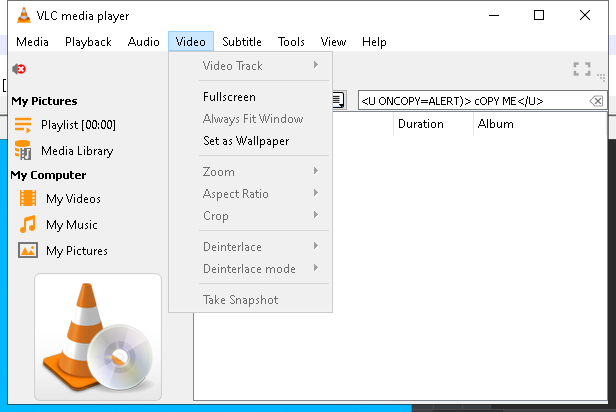 VLC media player
Media Playback Audio Video Subtitle Tools View Help
Video Track
Fullscreen
Always Fit Window
Set as Wallpaper
Zoom
Aspect Ratio
Crop
Deinterlace
Deinterlace mode
Take Snapshot
My Pictures
Playlist [00:00]
Media Library
My Computer
My Videos
My Music
My Pictures
<U ONCOPY=ALERT)> cOPY ME</U>
Duration Album